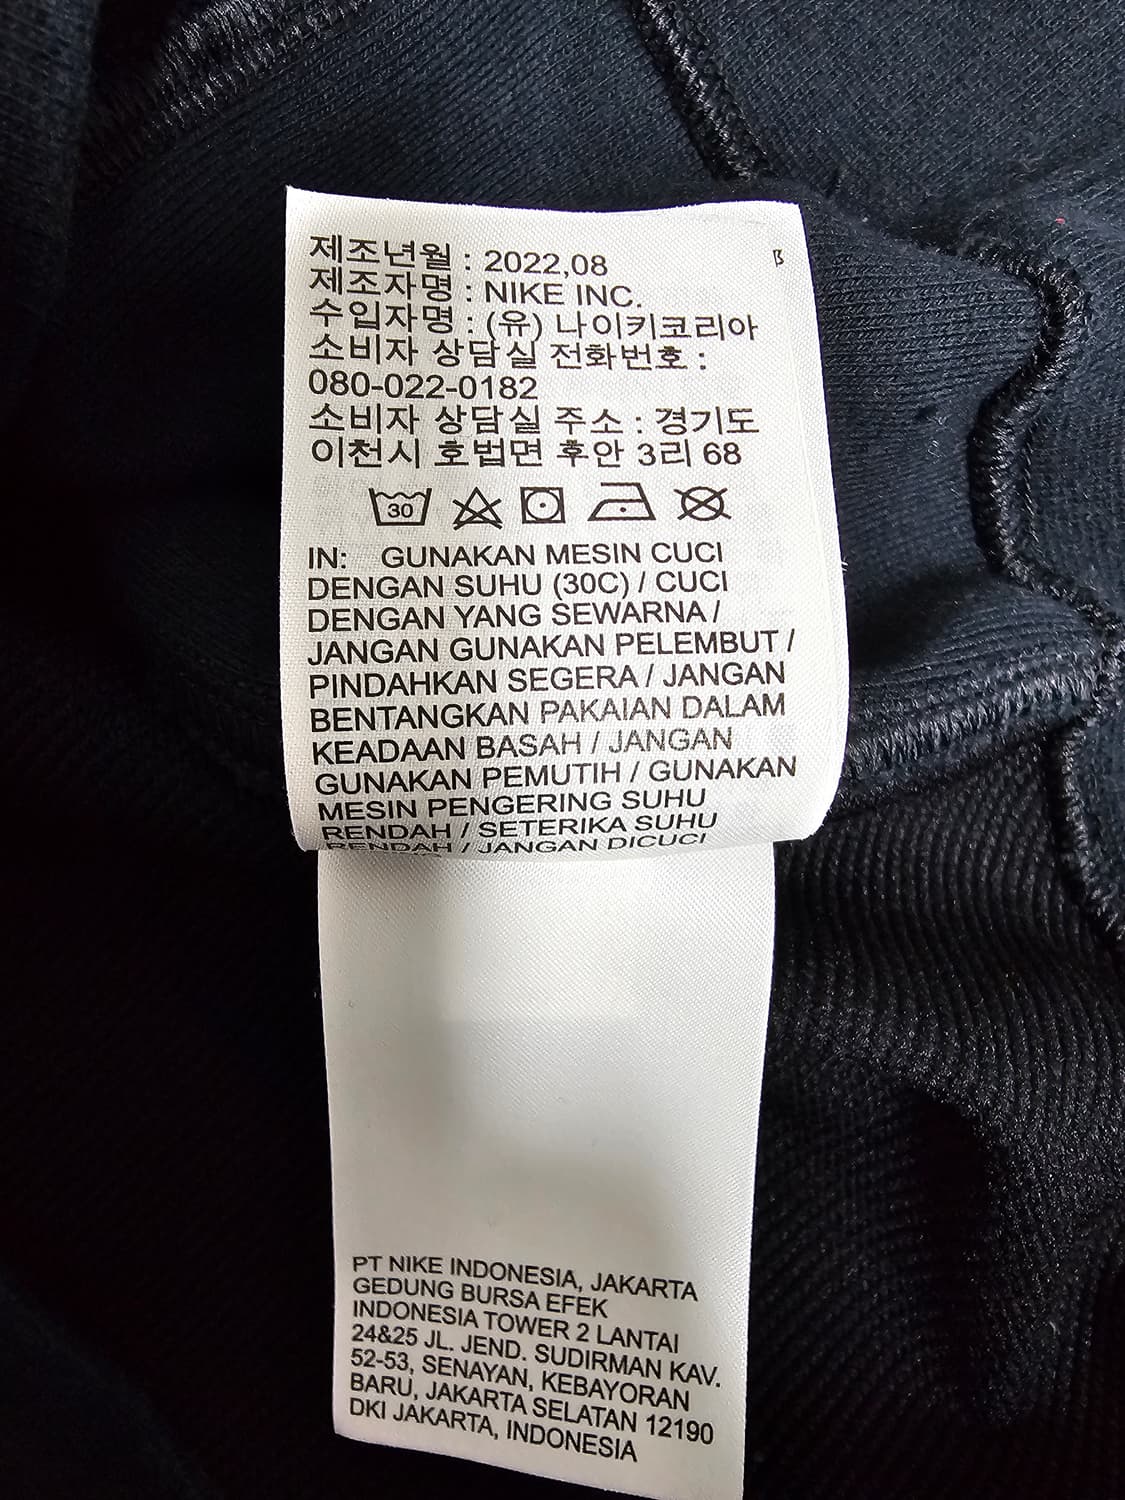 제조년월 : 2022,08
제조자명 : NIKE INC.
수입자명 : (유) 나이키코리아
소비자 상담실 전화번호 :
080-022-0182
소비자 상담실 주소 : 경기도
이천시 호법면 후안 3리 68
30
IN: GUNAKAN MESIN CUCI
DENGAN SUHU (30C) / CUCI
DENGAN YANG SEWARNA /
JANGAN GUNAKAN PELEMBUT /
PINDAHKAN SEGERA / JANGAN
BENTANGKAN PAKAIAN DALAM
KEADAAN BASAH / JANGAN
GUNAKAN PEMUTIH / GUNAKAN
MESIN PENGERING SUHU
RENDAH / SETERIKA SUHU
RENDAH / JANGAN DICUCI
PT NIKE INDONESIA, JAKARTA
GEDUNG BURSA EFEK
INDONESIA TOWER 2 LANTAI
24&25 JL. JEND. SUDIRMAN KAV.
52-53, SENAYAN, KEBAYORAN
BARU, JAKARTA SELATAN 12190
DKI JAKARTA, INDONESIA